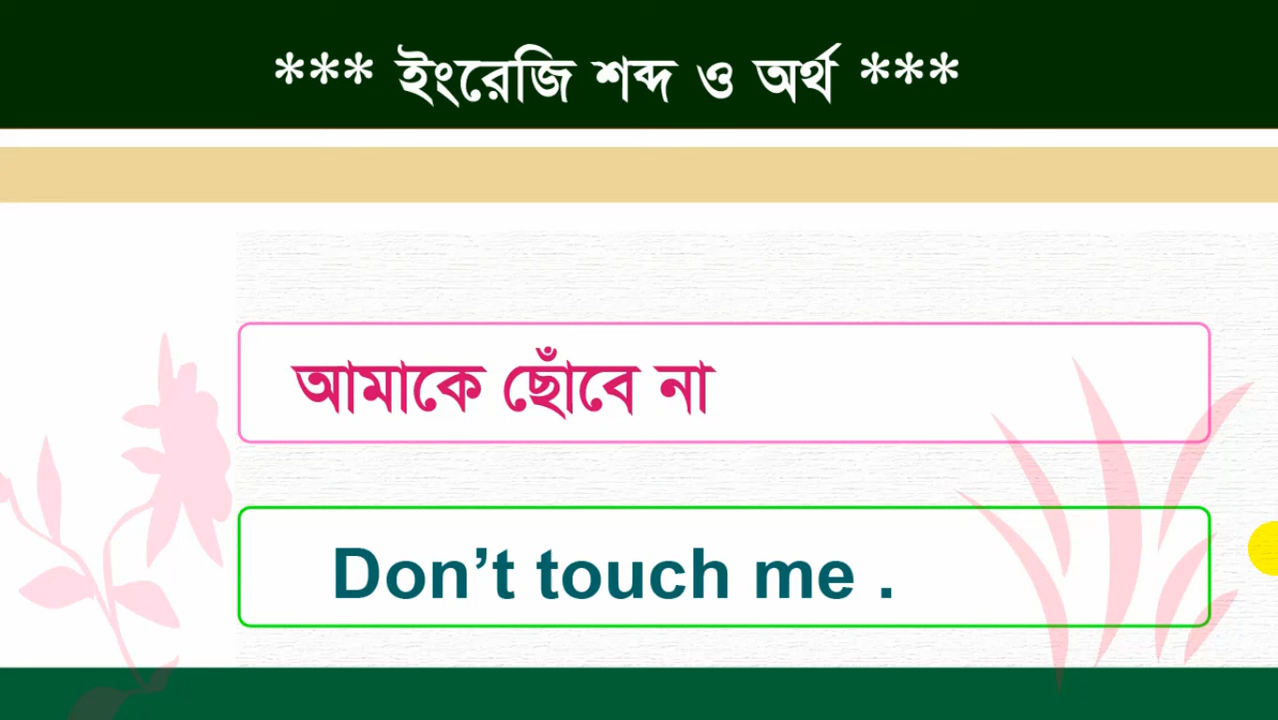 *** ইংরেজি শব্দ ও অর্থ ***
আমাকে ছোঁবে না
Don’t touch me .